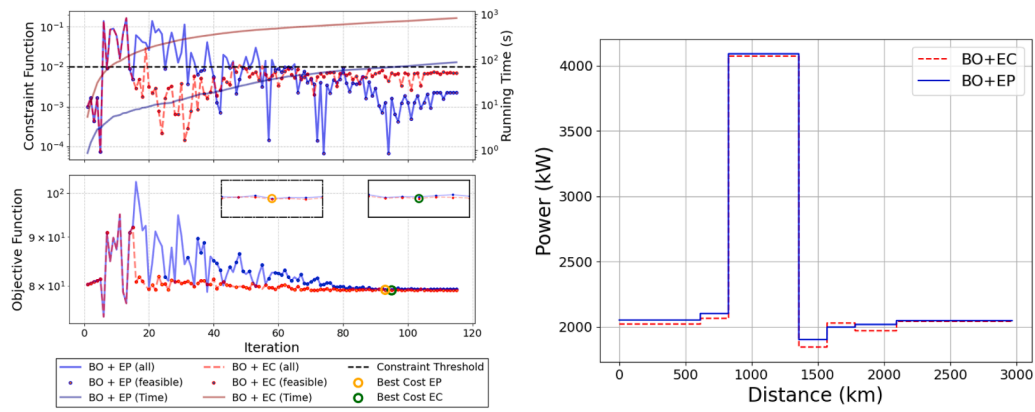 Constraint Function
10⁻¹
10⁻²
10⁻³
10⁻⁴
10³
10²
10¹
10⁰
Running Time (s)
Objective Function
10²
9 × 10¹
8 × 10¹
0 20 40 60 80 100 120
Iteration
BO + EP (all)
BO + EP (feasible)
BO + EP (Time)
BO + EC (all)
BO + EC (feasible)
BO + EC (Time)
Constraint Threshold
Best Cost EP
Best Cost EC
Power (kW)
4000
3500
3000
2500
2000
0 500 1000 1500 2000 2500 3000
Distance (km)
BO+EC
BO+EP